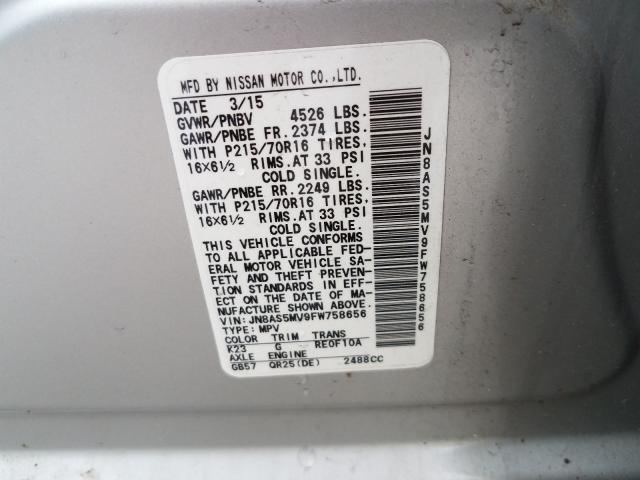 MFD BY NISSAN MOTOR CO.,LTD.
DATE 3/15
GVWR/PNBV 4526 LBS.
GAWR/PNBE FR. 2374 LBS.
WITH P215/70R16 TIRES,
16X6½ RIMS. AT 33 PSI
COLD SINGLE.
GAWR/PNBE RR. 2249 LBS.
WITH P215/70R16 TIRES,
16X6½ RIMS. AT 33 PSI
COLD SINGLE.
THIS VEHICLE CONFORMS
TO ALL APPLICABLE FED-
ERAL MOTOR VEHICLE SA-
FETY AND THEFT PREVEN-
TION STANDARDS IN EFF-
ECT ON THE DATE OF MA-
NUFACTURE SHOWN ABOVE.
VIN: JN8AS5MV9FW758656
TYPE: MPV
COLOR TRIM TRANS
K23 G RE0F10A
AXLE ENGINE
GB57 QR25(DE) 2488CC
JN8AS5MV9FW758656